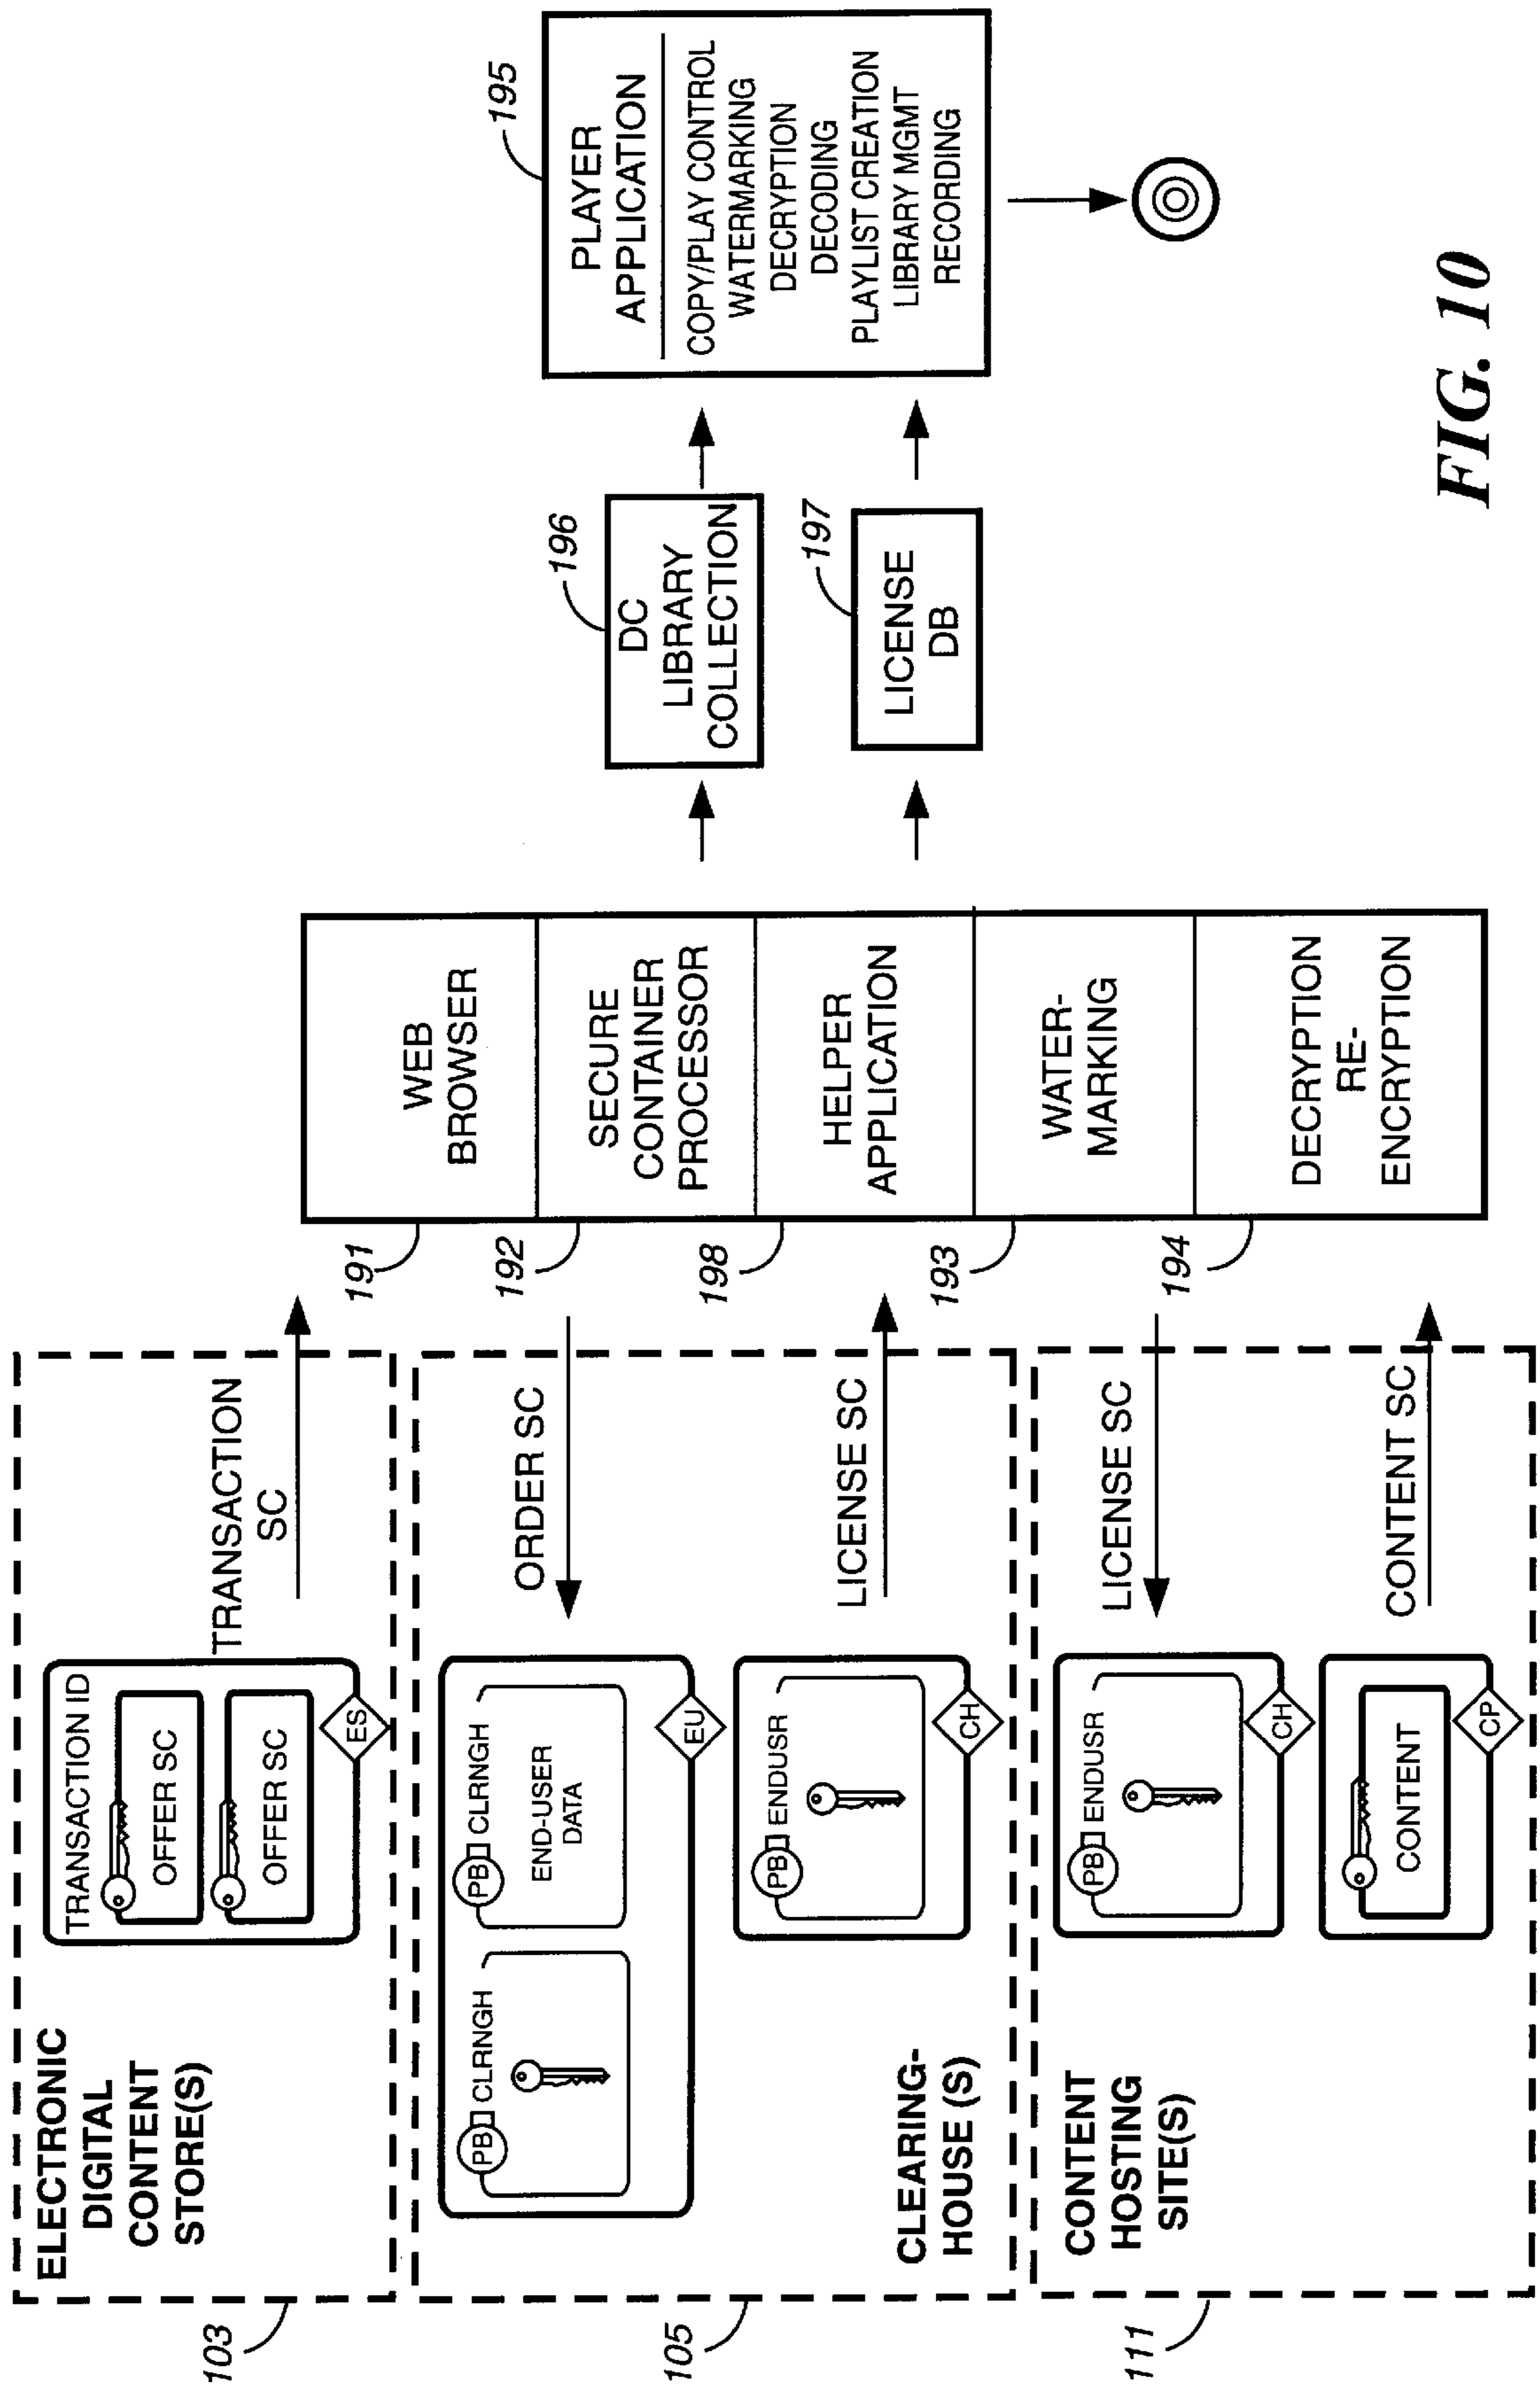 ELECTRONIC
DIGITAL
CONTENT
STORE(S)
103
TRANSACTION ID
OFFER SC
OFFER SC
ES
TRANSACTION
SC
PB CLRNGH
PB CLRNGH
END-USER
DATA
EU
ORDER SC
CLEARING-
HOUSE (S)
105
PB ENDUSR
CH
LICENSE SC
CONTENT
HOSTING
SITE(S)
111
PB ENDUSR
CH
LICENSE SC
CONTENT
CP
CONTENT SC
191
WEB
BROWSER
192
SECURE
CONTAINER
PROCESSOR
198
HELPER
APPLICATION
193
WATER-
MARKING
194
DECRYPTION
RE-
ENCRYPTION
196
DC
LIBRARY
COLLECTION
197
LICENSE
DB
195
PLAYER
APPLICATION
COPY/PLAY CONTROL
WATERMARKING
DECRYPTION
DECODING
PLAYLIST CREATION
LIBRARY MGMT
RECORDING
FIG. 10